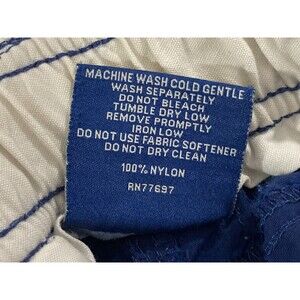 MACHINE WASH COLD GENTLE
WASH SEPARATELY
DO NOT BLEACH
TUMBLE DRY LOW
REMOVE PROMPTLY
IRON LOW
DO NOT USE FABRIC SOFTENER
DO NOT DRY CLEAN
100% NYLON
RN77697